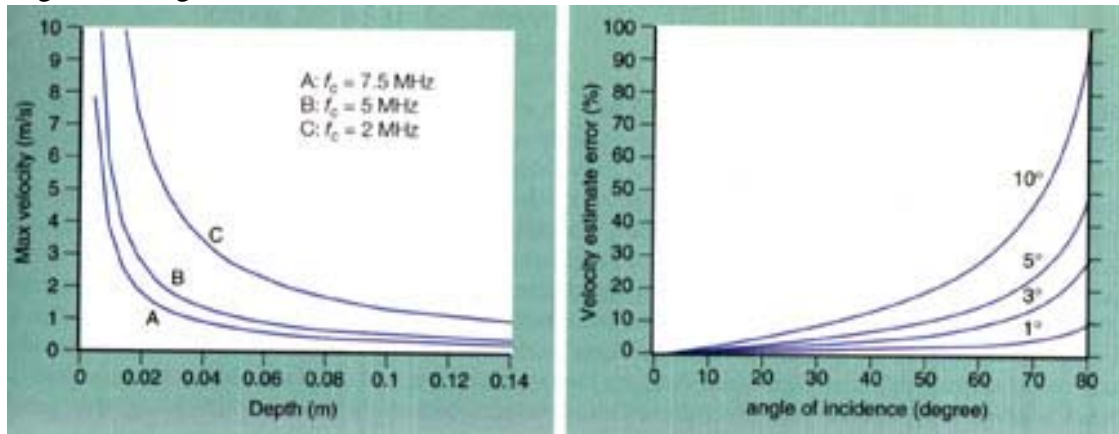 10
9
8
7
6
5
4
3
2
1
0
Max velocity (m/s)
A: fc = 7.5 MHz
B: fc = 5 MHz
C: fc = 2 MHz
C
B
A
0 0.02 0.04 0.06 0.08 0.10 0.12 0.14
Depth (m)
100
90
80
70
60
50
40
30
20
10
0
Velocity estimate error (%)
10°
5°
3°
1°
0 10 20 30 40 50 60 70 80
angle of incidence (degree)